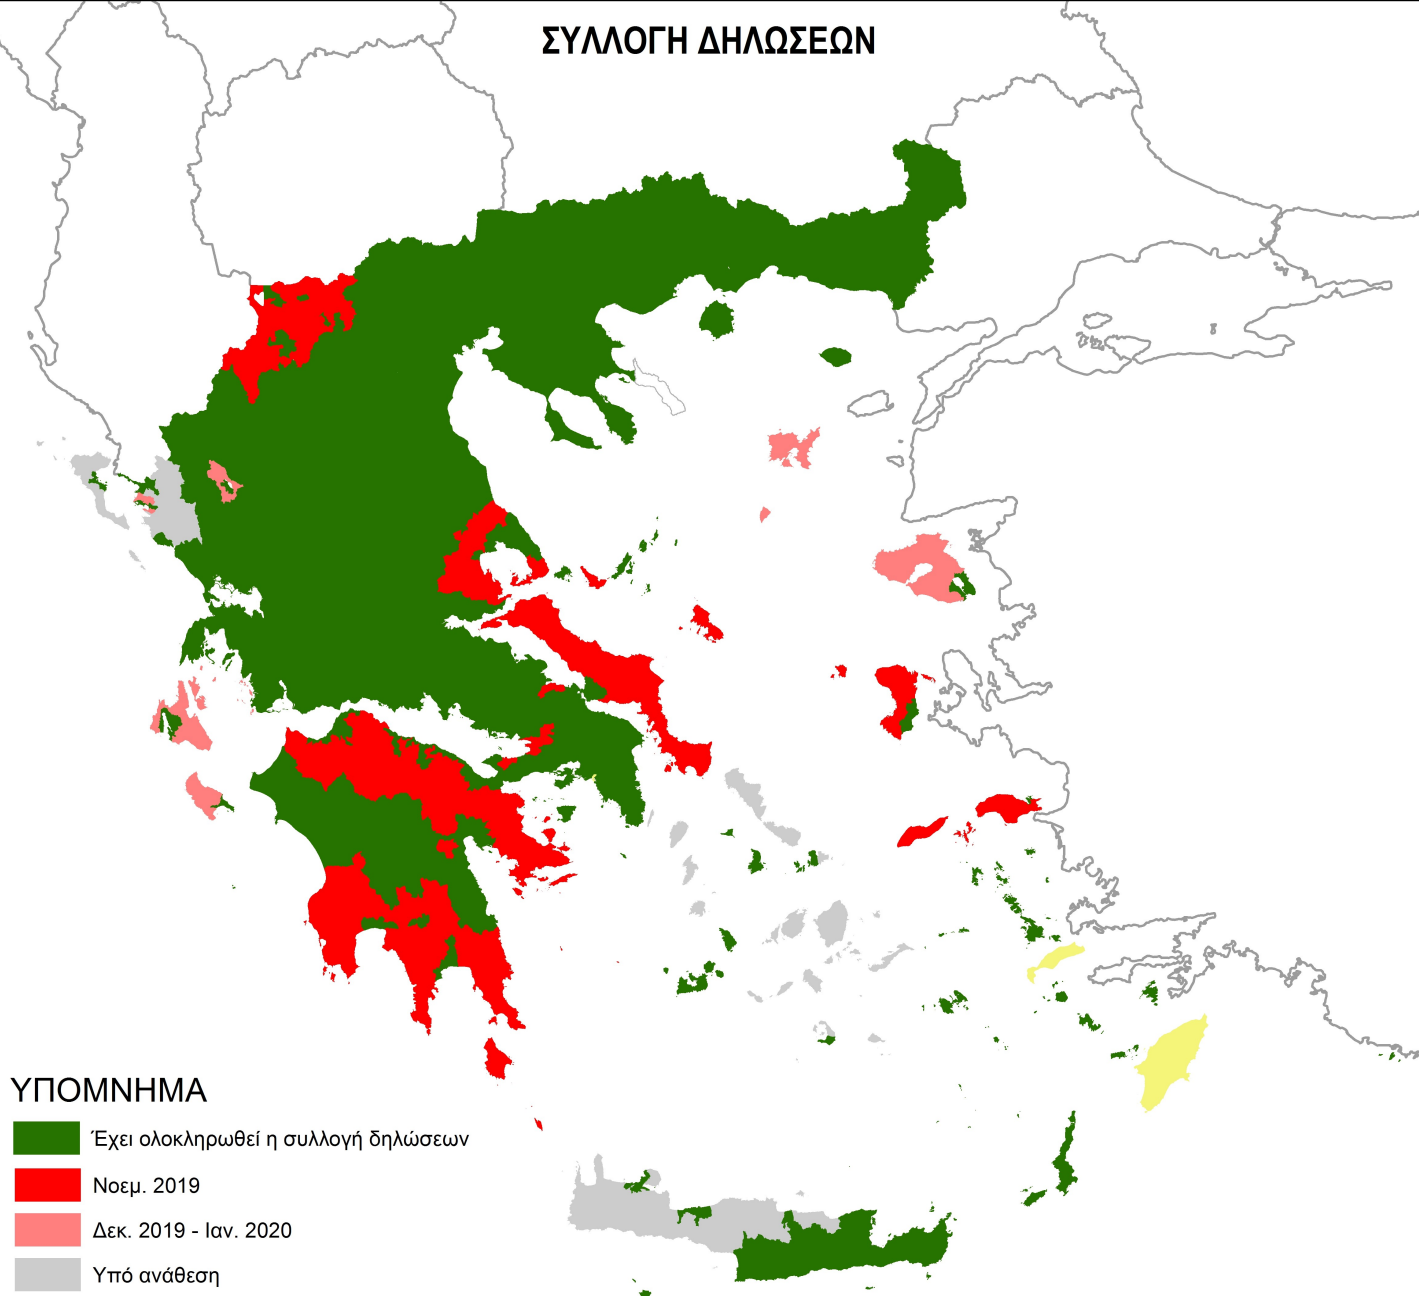 ΣΥΛΛΟΓΗ ΔΗΛΩΣΕΩΝ
ΥΠΟΜΝΗΜΑ
Έχει ολοκληρωθεί η συλλογή δηλώσεων
Νοεμ. 2019
Δεκ. 2019 - Ιαν. 2020
Υπό ανάθεση